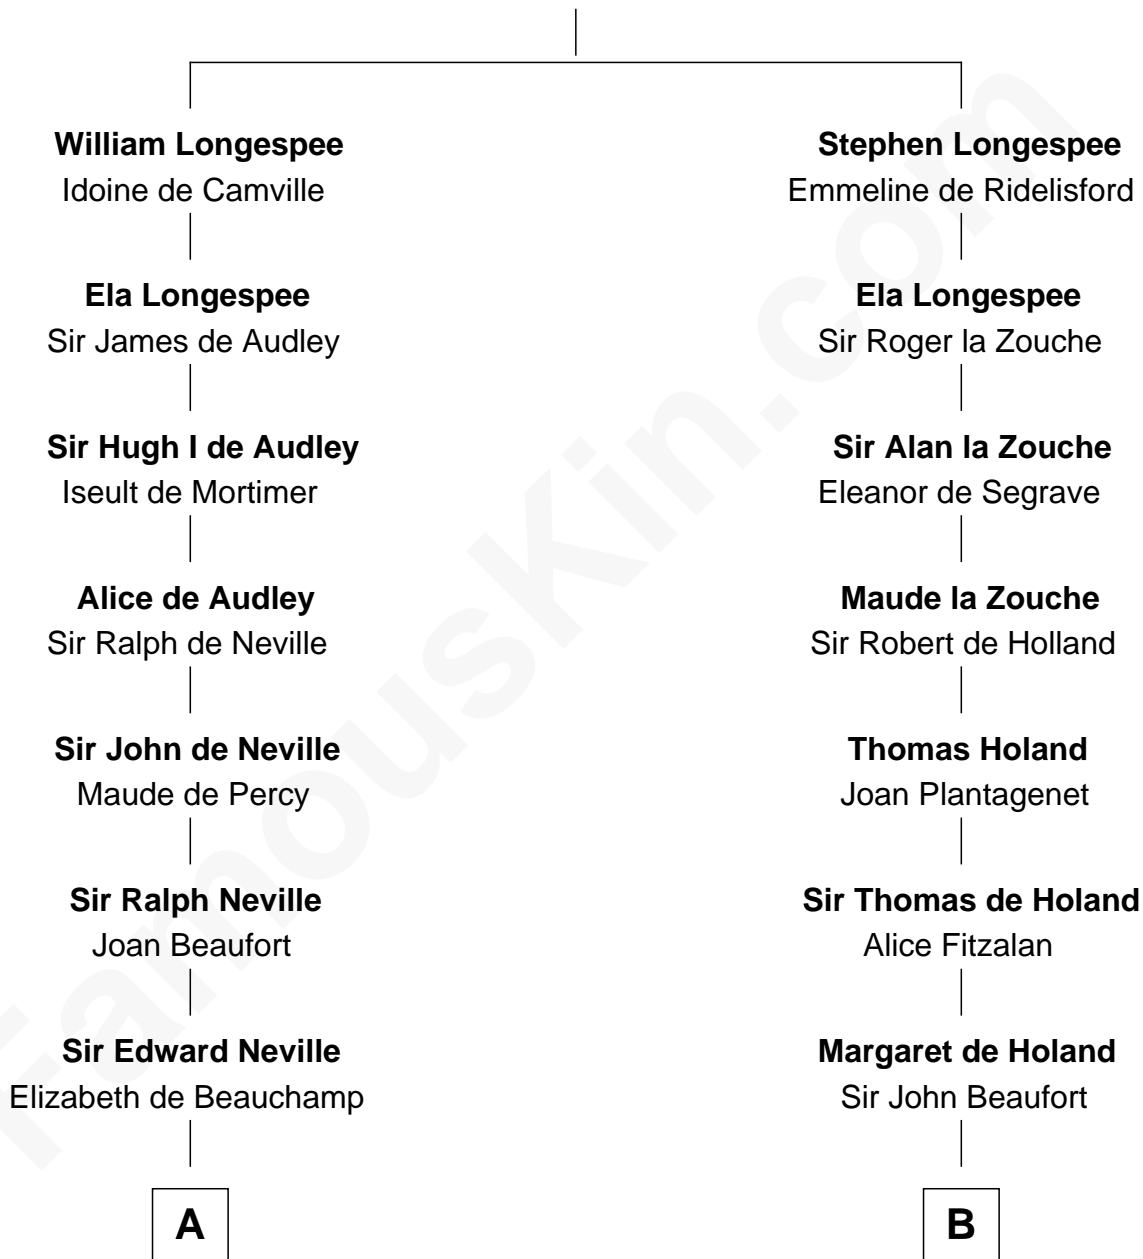 William Longespee
Idoine de Camville
Ela Longespee
Sir James de Audley
Sir Hugh I de Audley
Iseult de Mortimer
Alice de Audley
Sir Ralph de Neville
Sir John de Neville
Maude de Percy
Sir Ralph Neville
Joan Beaufort
Sir Edward Neville
Elizabeth de Beauchamp
A
Stephen Longespee
Emmeline de Ridelisford
Ela Longespee
Sir Roger la Zouche
Sir Alan la Zouche
Eleanor de Segrave
Maude la Zouche
Sir Robert de Holland
Thomas Holand
Joan Plantagenet
Sir Thomas de Holand
Alice Fitzalan
Margaret de Holand
Sir John Beaufort
B
FamousKin.com